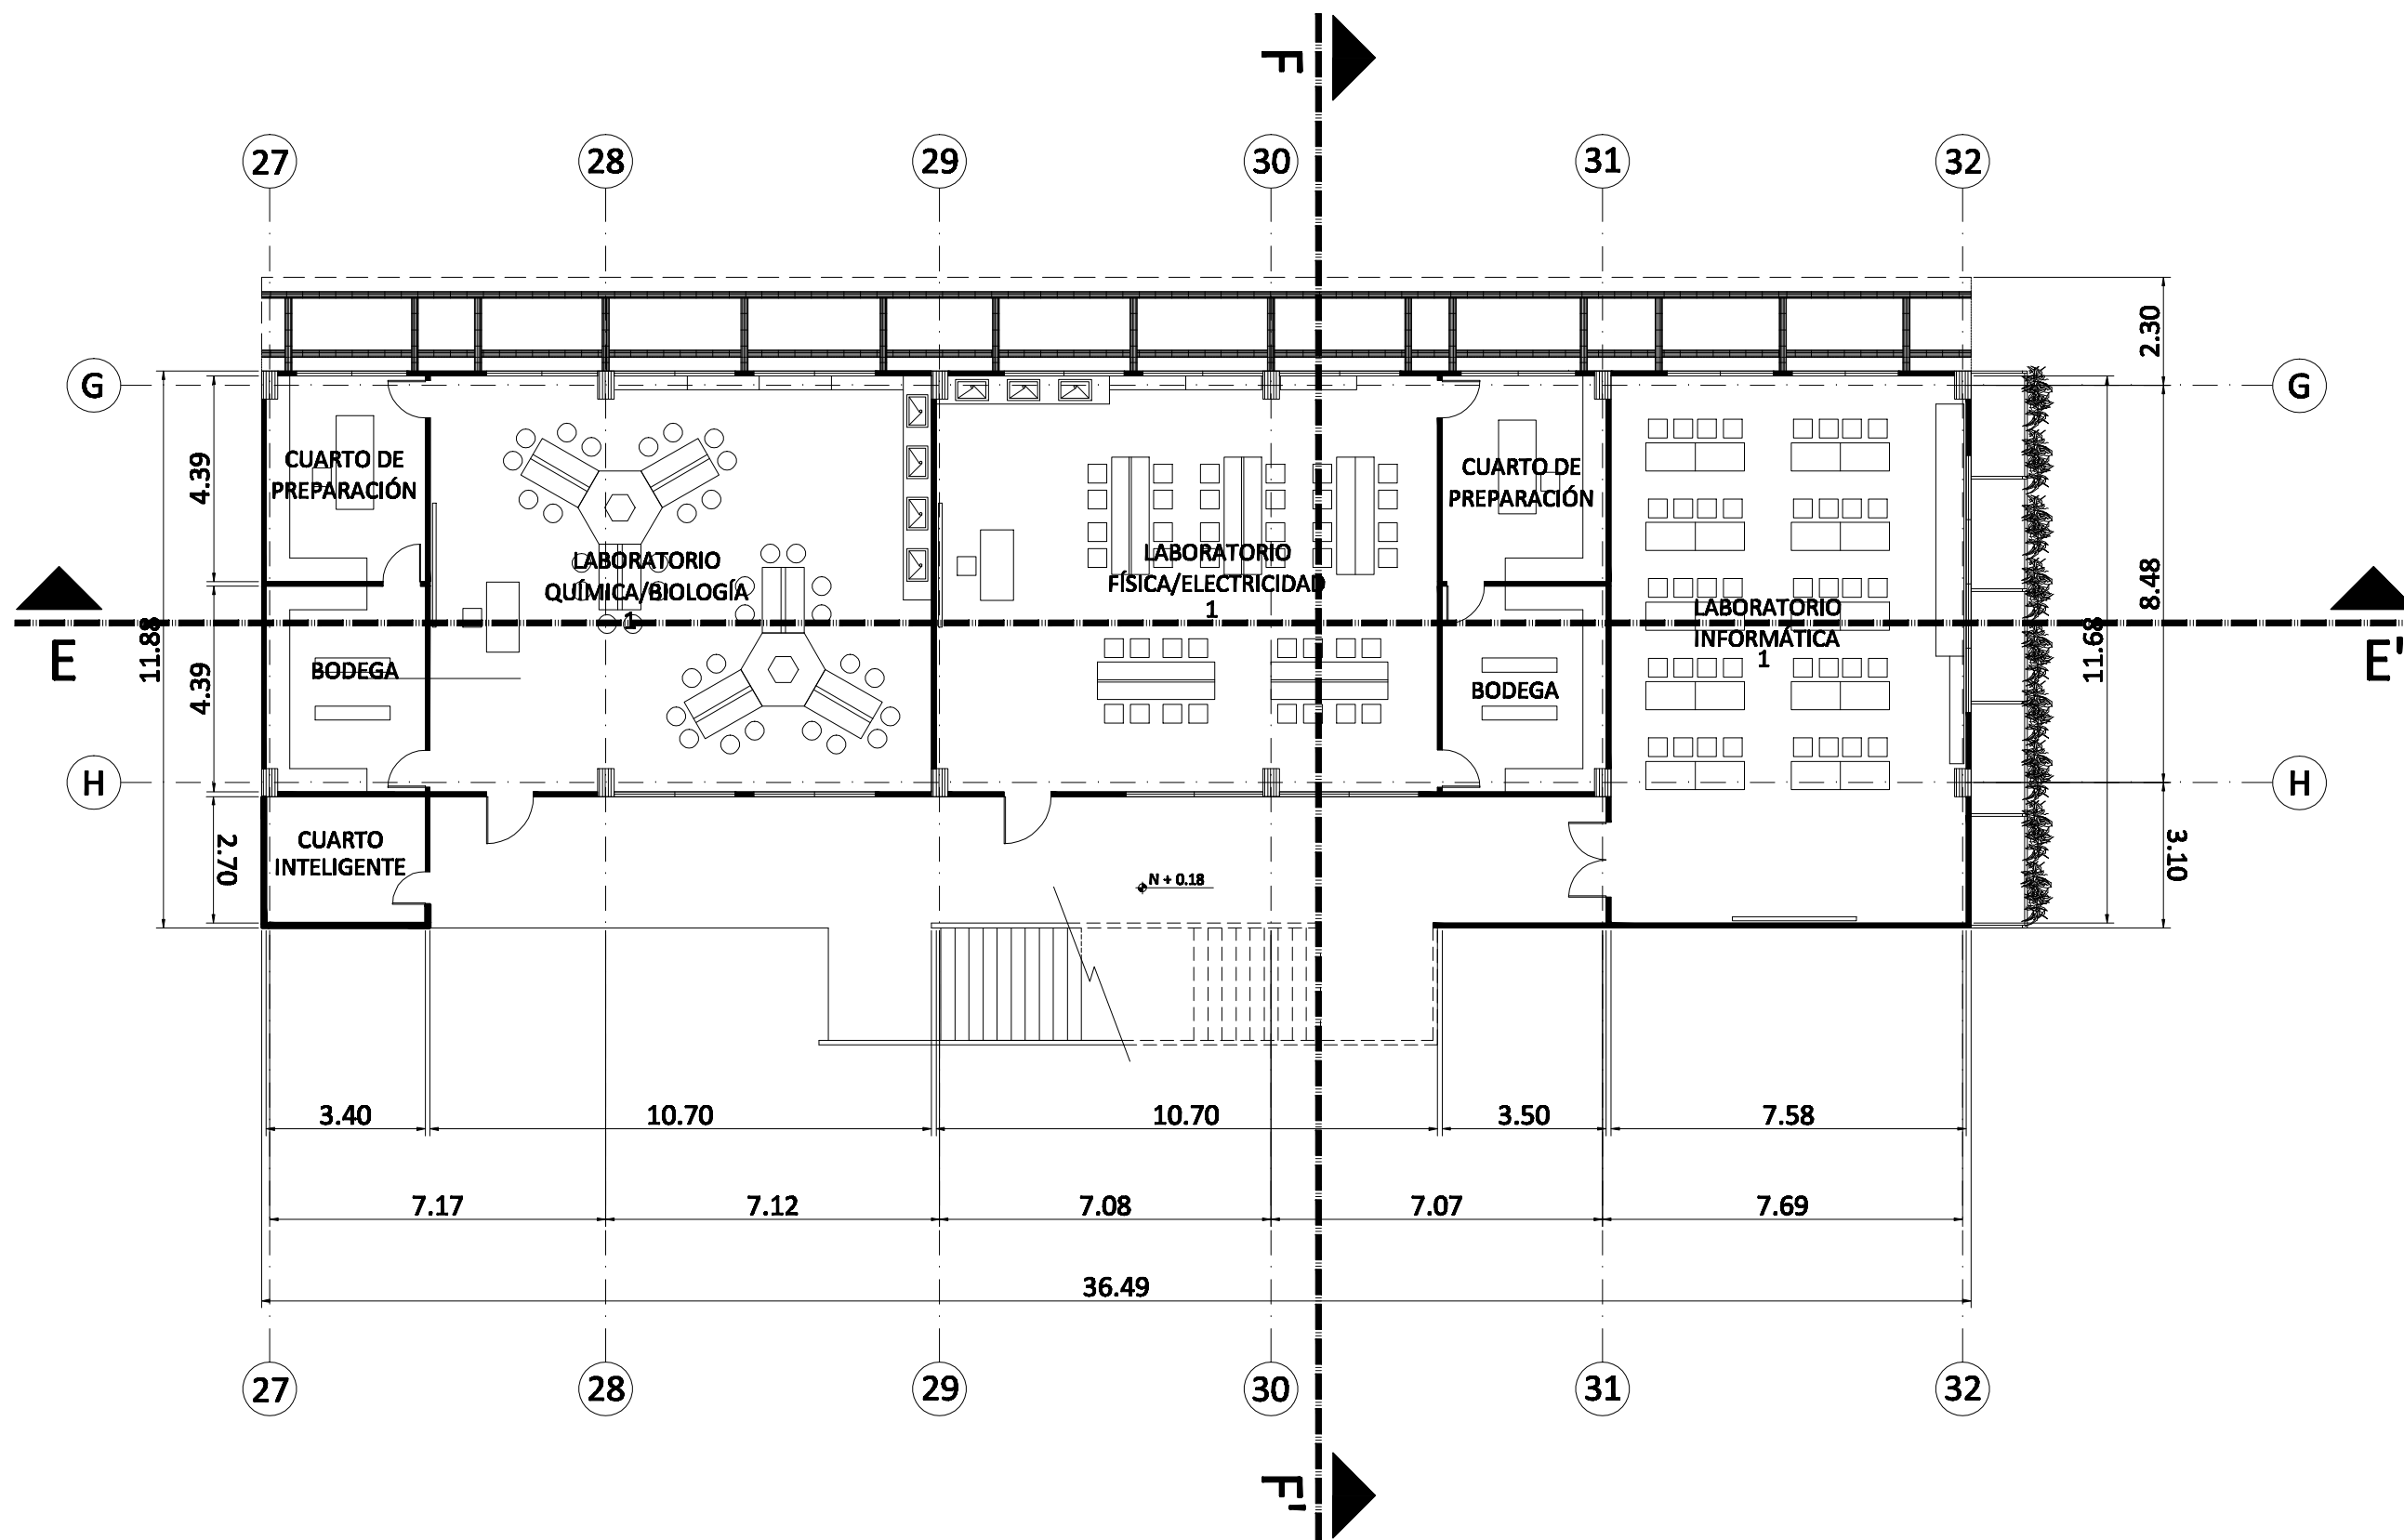 F
27
28
29
30
31
32
2.30
G
G
4.39
CUARTO DE
PREPARACIÓN
CUARTO DE
PREPARACIÓN
LABORATORIO
QUÍMICA/BIOLOGÍA
1
LABORATORIO
FÍSICA/ELECTRICIDAD
1
LABORATORIO
INFORMÁTICA
1
8.48
E
E'
11.88
11.68
4.39
BODEGA
BODEGA
H
H
2.70
CUARTO
INTELIGENTE
3.10
N + 0.18
3.40
10.70
10.70
3.50
7.58
7.17
7.12
7.08
7.07
7.69
36.49
27
28
29
30
31
32
F'